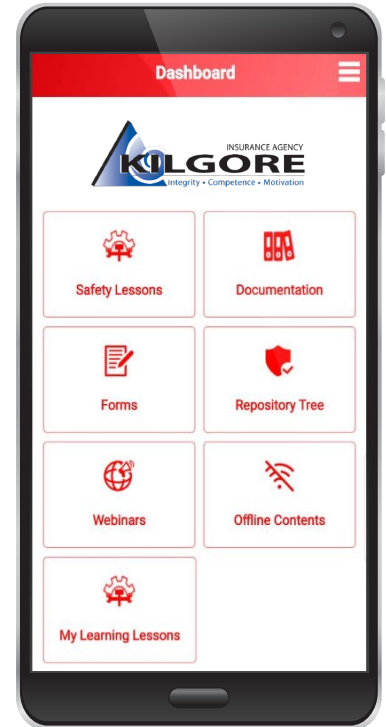 Dashboard
INSURANCE AGENCY
KILGORE
Integrity • Competence • Motivation
Safety Lessons
Documentation
Forms
Repository Tree
Webinars
Offline Contents
My Learning Lessons